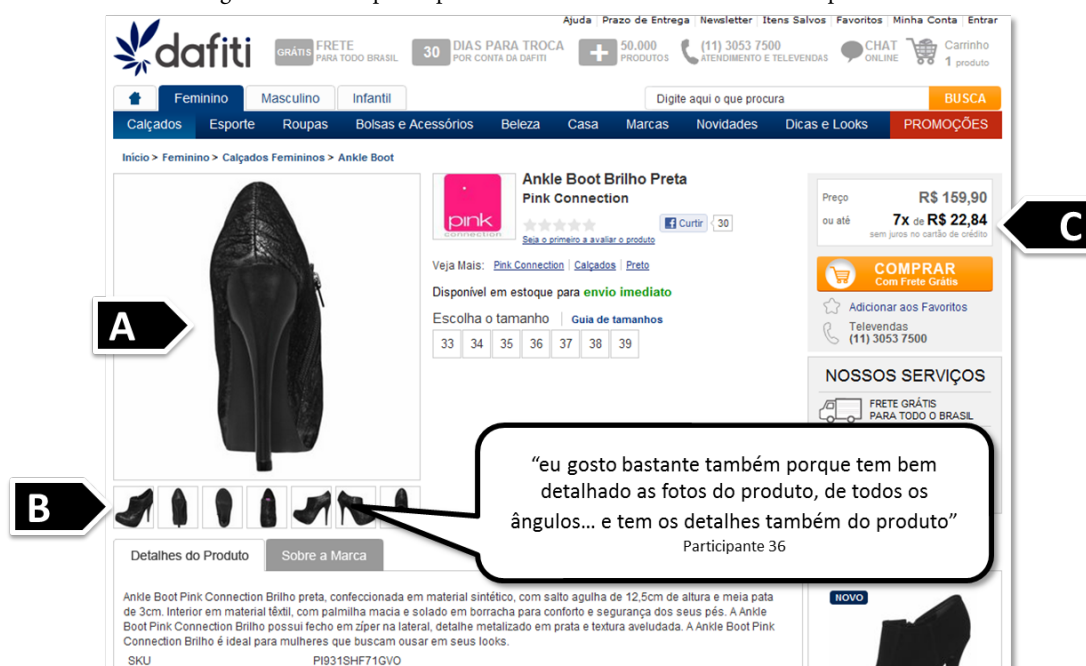 Ajuda Prazo de Entrega Newsletter Itens Salvos Favoritos Minha Conta Entrar
dafiti
GRÁTIS FRETE PARA TODO BRASIL
30 DIAS PARA TROCA POR CONTA DA DAFITI
+ 50.000 PRODUTOS
(11) 3053 7500 ATENDIMENTO E TELEVENDAS
CHAT ONLINE
Carrinho 1 produto
Feminino Masculino Infantil
Digite aqui o que procura BUSCA
Calçados Esporte Roupas Bolsas e Acessórios Beleza Casa Marcas Novidades Dicas e Looks PROMOÇÕES
Início > Feminino > Calçados Femininos > Ankle Boot
pink
connection
Ankle Boot Brilho Preta
Pink Connection
Seja o primeiro a avaliar o produto
Curtir 30
Veja Mais: Pink Connection Calçados Preto
Disponível em estoque para envio imediato
Escolha o tamanho | Guia de tamanhos
33 34 35 36 37 38 39
Preço R$ 159,90
ou até 7x de R$ 22,84
sem juros no cartão de crédito
COMPRAR
Com Frete Grátis
Adicionar aos Favoritos
Televendas
(11) 3053 7500
NOSSOS SERVIÇOS
FRETE GRÁTIS
PARA TODO O BRASIL
A
B
C
“eu gosto bastante também porque tem bem
detalhado as fotos do produto, de todos os
ângulos... e tem os detalhes também do produto”
Participante 36
Detalhes do Produto Sobre a Marca
Ankle Boot Pink Connection Brilho preta, confeccionada em material sintético, com salto agulha de 12,5cm de altura e meia pata
de 3cm. Interior em material têxtil, com palmilha macia e solado em borracha para conforto e segurança dos seus pés. A Ankle
Boot Pink Connection Brilho possui fecho em zíper na lateral, detalhe metalizado em prata e textura aveludada. A Ankle Boot Pink
Connection Brilho é ideal para mulheres que buscam ousar em seus looks.
SKU PI931SHF71GVO
NOVO